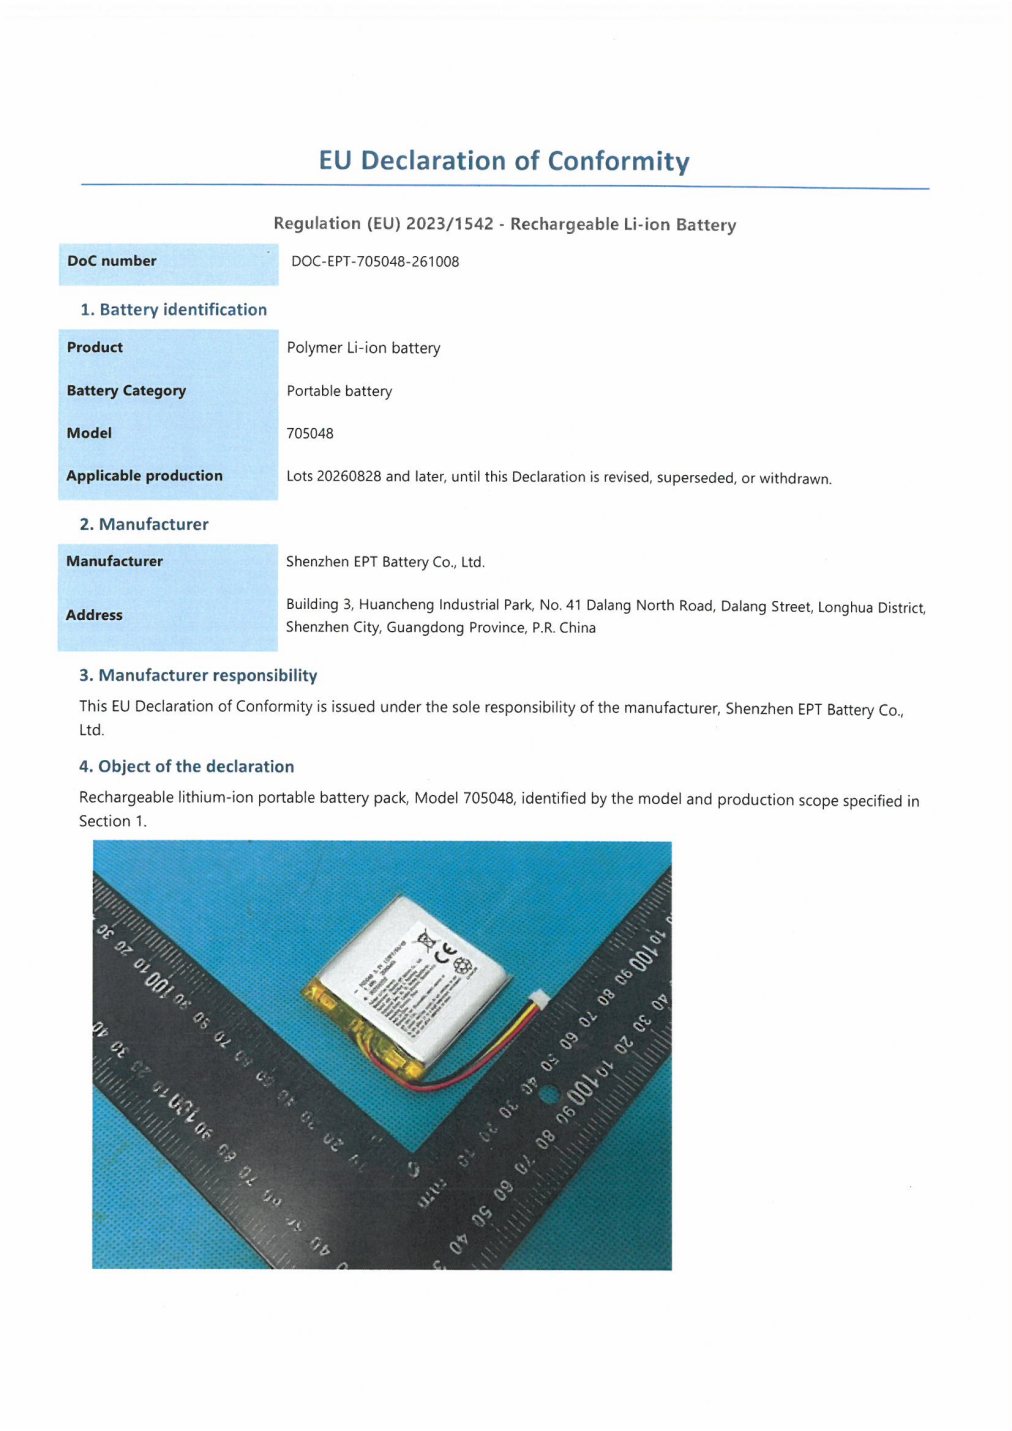 EU Declaration of Conformity
Regulation (EU) 2023/1542 - Rechargeable Li-ion Battery
DoC number DOC-EPT-705048-261008
1. Battery identification
Product Polymer Li-ion battery
Battery Category Portable battery
Model 705048
Applicable production Lots 20260828 and later, until this Declaration is revised, superseded, or withdrawn.
2. Manufacturer
Manufacturer Shenzhen EPT Battery Co., Ltd.
Address Building 3, Huancheng Industrial Park, No. 41 Dalang North Road, Dalang Street, Longhua District,
Shenzhen City, Guangdong Province, P.R. China
3. Manufacturer responsibility
This EU Declaration of Conformity is issued under the sole responsibility of the manufacturer, Shenzhen EPT Battery Co.,
Ltd.
4. Object of the declaration
Rechargeable lithium-ion portable battery pack, Model 705048, identified by the model and production scope specified in
Section 1.
CE